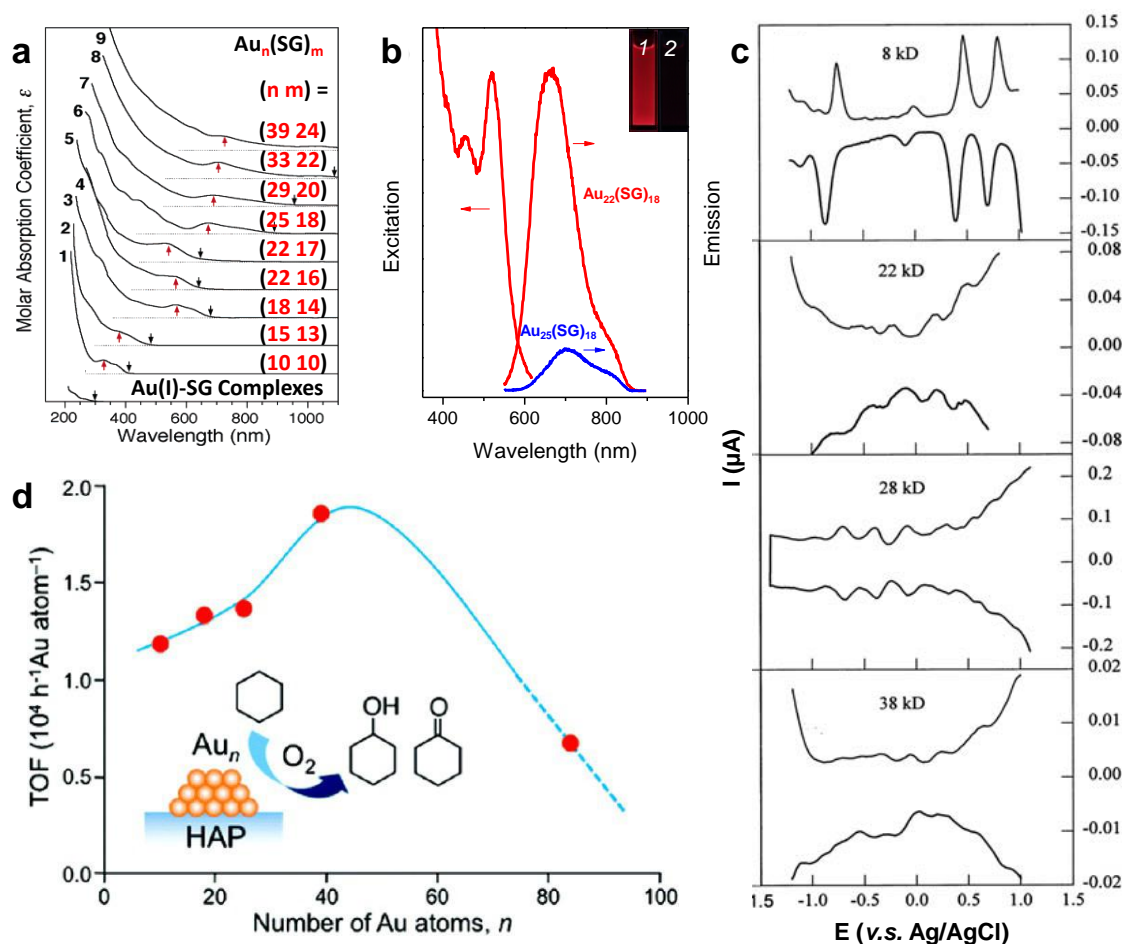 a
Au_n(SG)_m
(n m) =
9
8
7
6
5
4
3
2
1
(39 24)
(33 22)
(29 20)
(25 18)
(22 17)
(22 16)
(18 14)
(15 13)
(10 10)
Au(I)-SG Complexes
Molar Absorption Coefficient, ε
200 400 600 800 1000
Wavelength (nm)
b
1 2
Au22(SG)18
Au25(SG)18
Excitation
Emission
400 600 800 1000
Wavelength (nm)
c
8 kD
0.15
0.10
0.05
0.00
-0.05
-0.10
-0.15
22 kD
0.08
0.04
0.00
-0.04
-0.08
28 kD
0.2
0.1
0.0
-0.1
-0.2
38 kD
0.02
0.01
0.00
-0.01
-0.02
I (µA)
1.5 -1.0 -0.5 0.0 0.5 1.0 1.5
E (v.s. Ag/AgCl)
d
2.0
1.5
1.0
0.5
0.0
TOF (10⁴ h⁻¹Au atom⁻¹)
OH
O
Au_n
O₂
HAP
0 20 40 60 80 100
Number of Au atoms, n